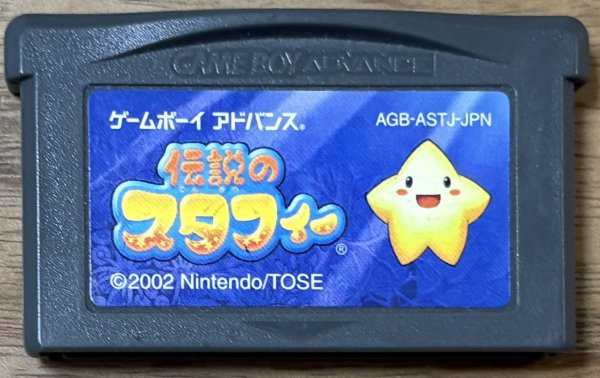 GAME BOY ADVANCE
ゲームボーイ アドバンス®
AGB-ASTJ-JPN
伝説の
スタフィー®
©2002 Nintendo/TOSE